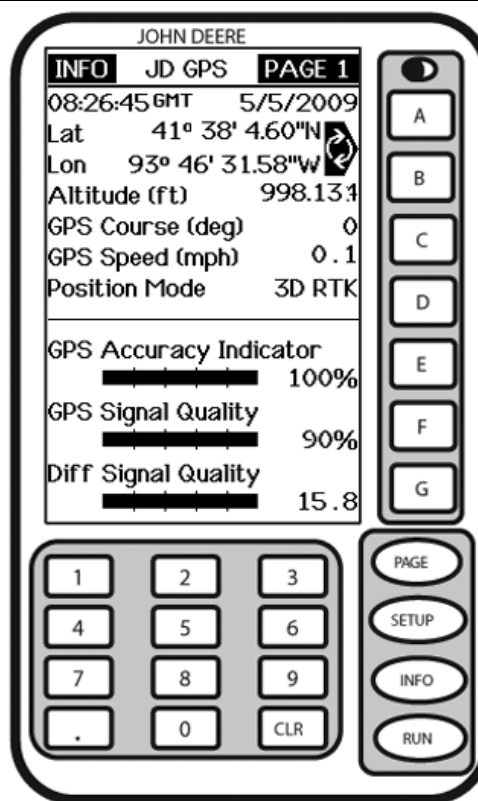 JOHN DEERE
INFO JD GPS PAGE 1
08:26:45 GMT 5/5/2009
Lat 41º 38' 4.60"N
Lon 93º 46' 31.58"W
Altitude (ft) 998.131
GPS Course (deg) 0
GPS Speed (mph) 0.1
Position Mode 3D RTK
GPS Accuracy Indicator
100%
GPS Signal Quality
90%
Diff Signal Quality
15.8
A
B
C
D
E
F
G
PAGE
SETUP
INFO
RUN
1 2 3
4 5 6
7 8 9
. 0 CLR